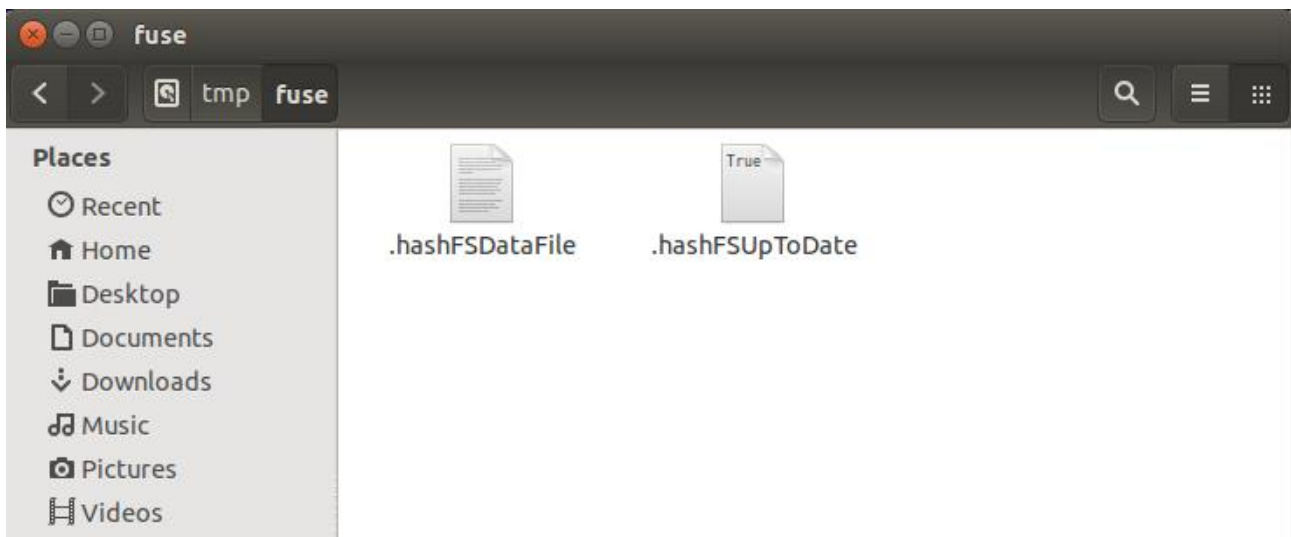 fuse
tmp fuse
Places
Recent
Home
Desktop
Documents
Downloads
Music
Pictures
Videos
True
.hashFSDataFile .hashFSUpToDate